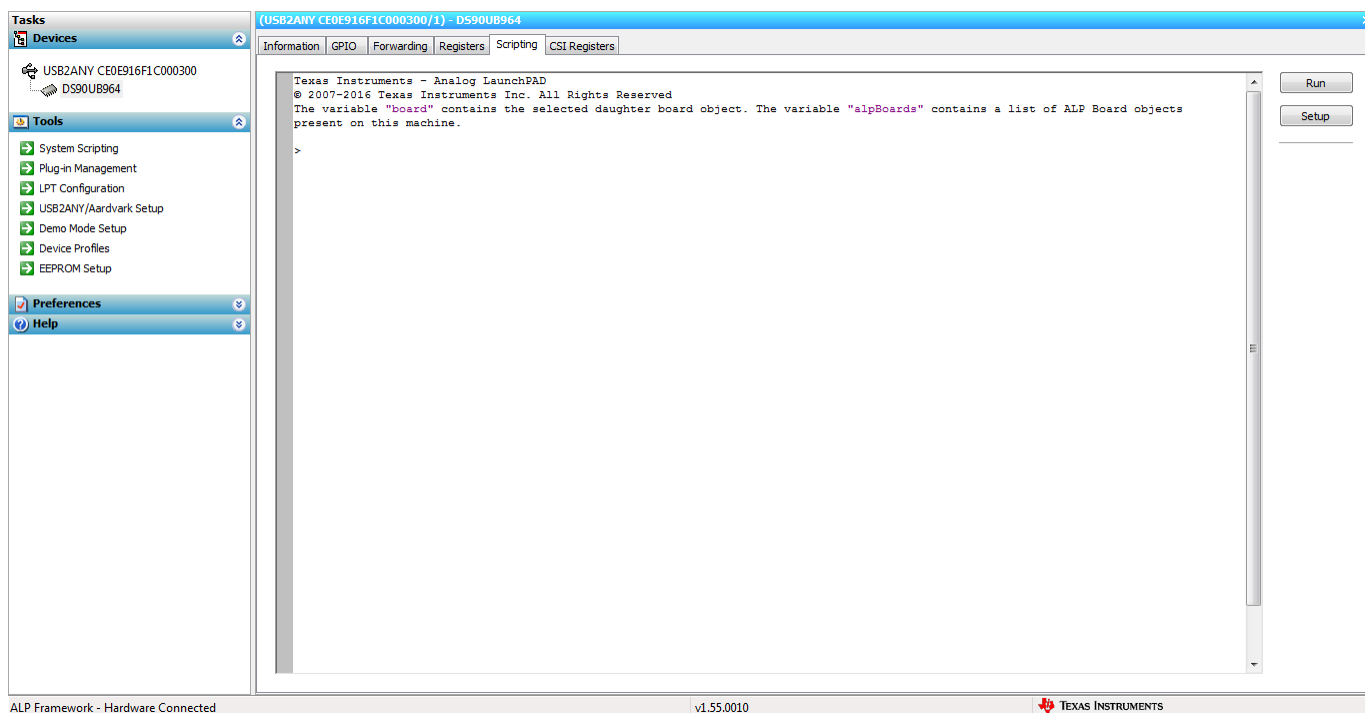 Tasks
Devices
USB2ANY CE0E916F1C000300
DS90UB964
Tools
System Scripting
Plug-in Management
LPT Configuration
USB2ANY/Aardvark Setup
Demo Mode Setup
Device Profiles
EEPROM Setup
Preferences
Help
(USB2ANY CE0E916F1C000300/1) - DS90UB964
Information GPIO Forwarding Registers Scripting CSI Registers
Texas Instruments - Analog LaunchPAD
© 2007-2016 Texas Instruments Inc. All Rights Reserved
The variable "board" contains the selected daughter board object. The variable "alpBoards" contains a list of ALP Board objects
present on this machine.
>
Run
Setup
ALP Framework - Hardware Connected
v1.55.0010
TEXAS INSTRUMENTS